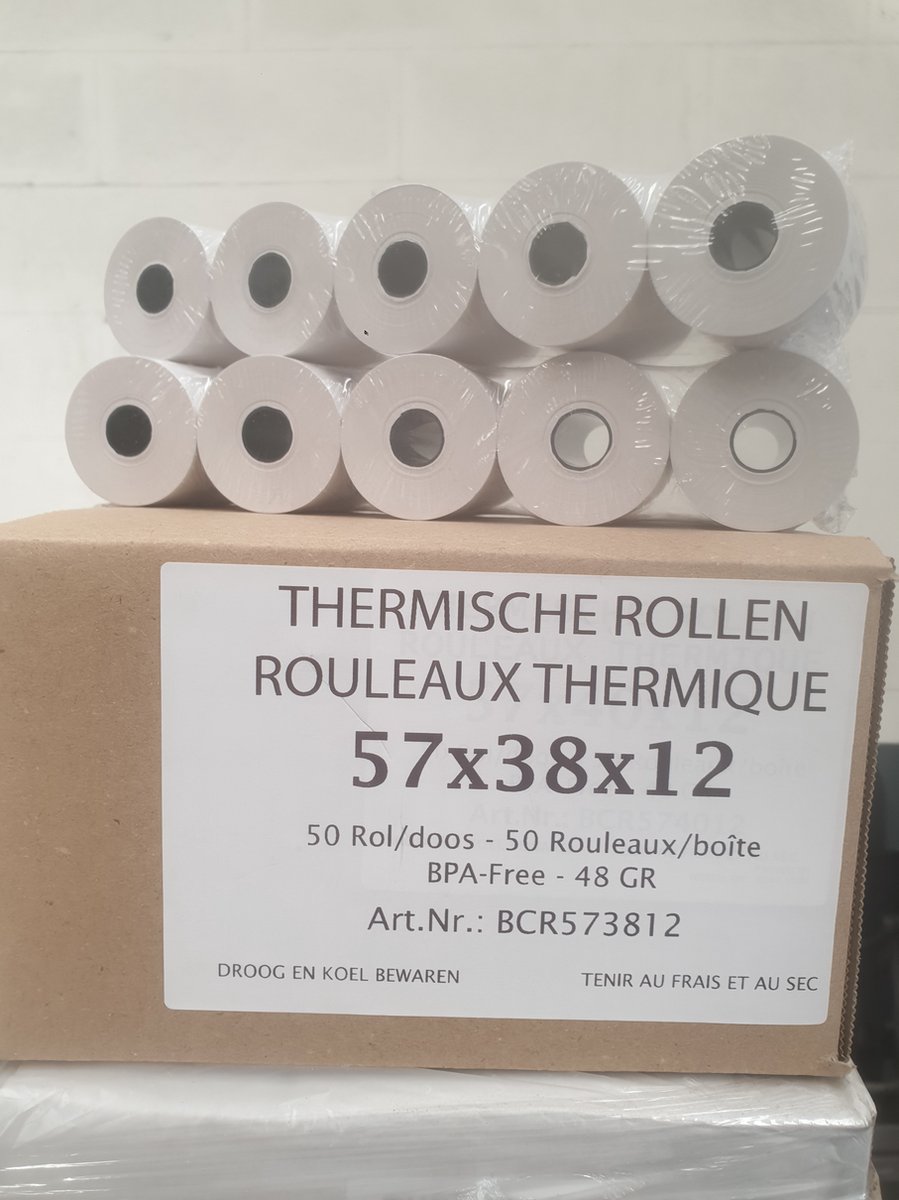 THERMISCHE ROLLEN
ROULEAUX THERMIQUE
57x38x12
50 Rol/doos - 50 Rouleaux/boîte
BPA-Free - 48 GR
Art.Nr.: BCR573812
DROOG EN KOEL BEWAREN TENIR AU FRAIS ET AU SEC